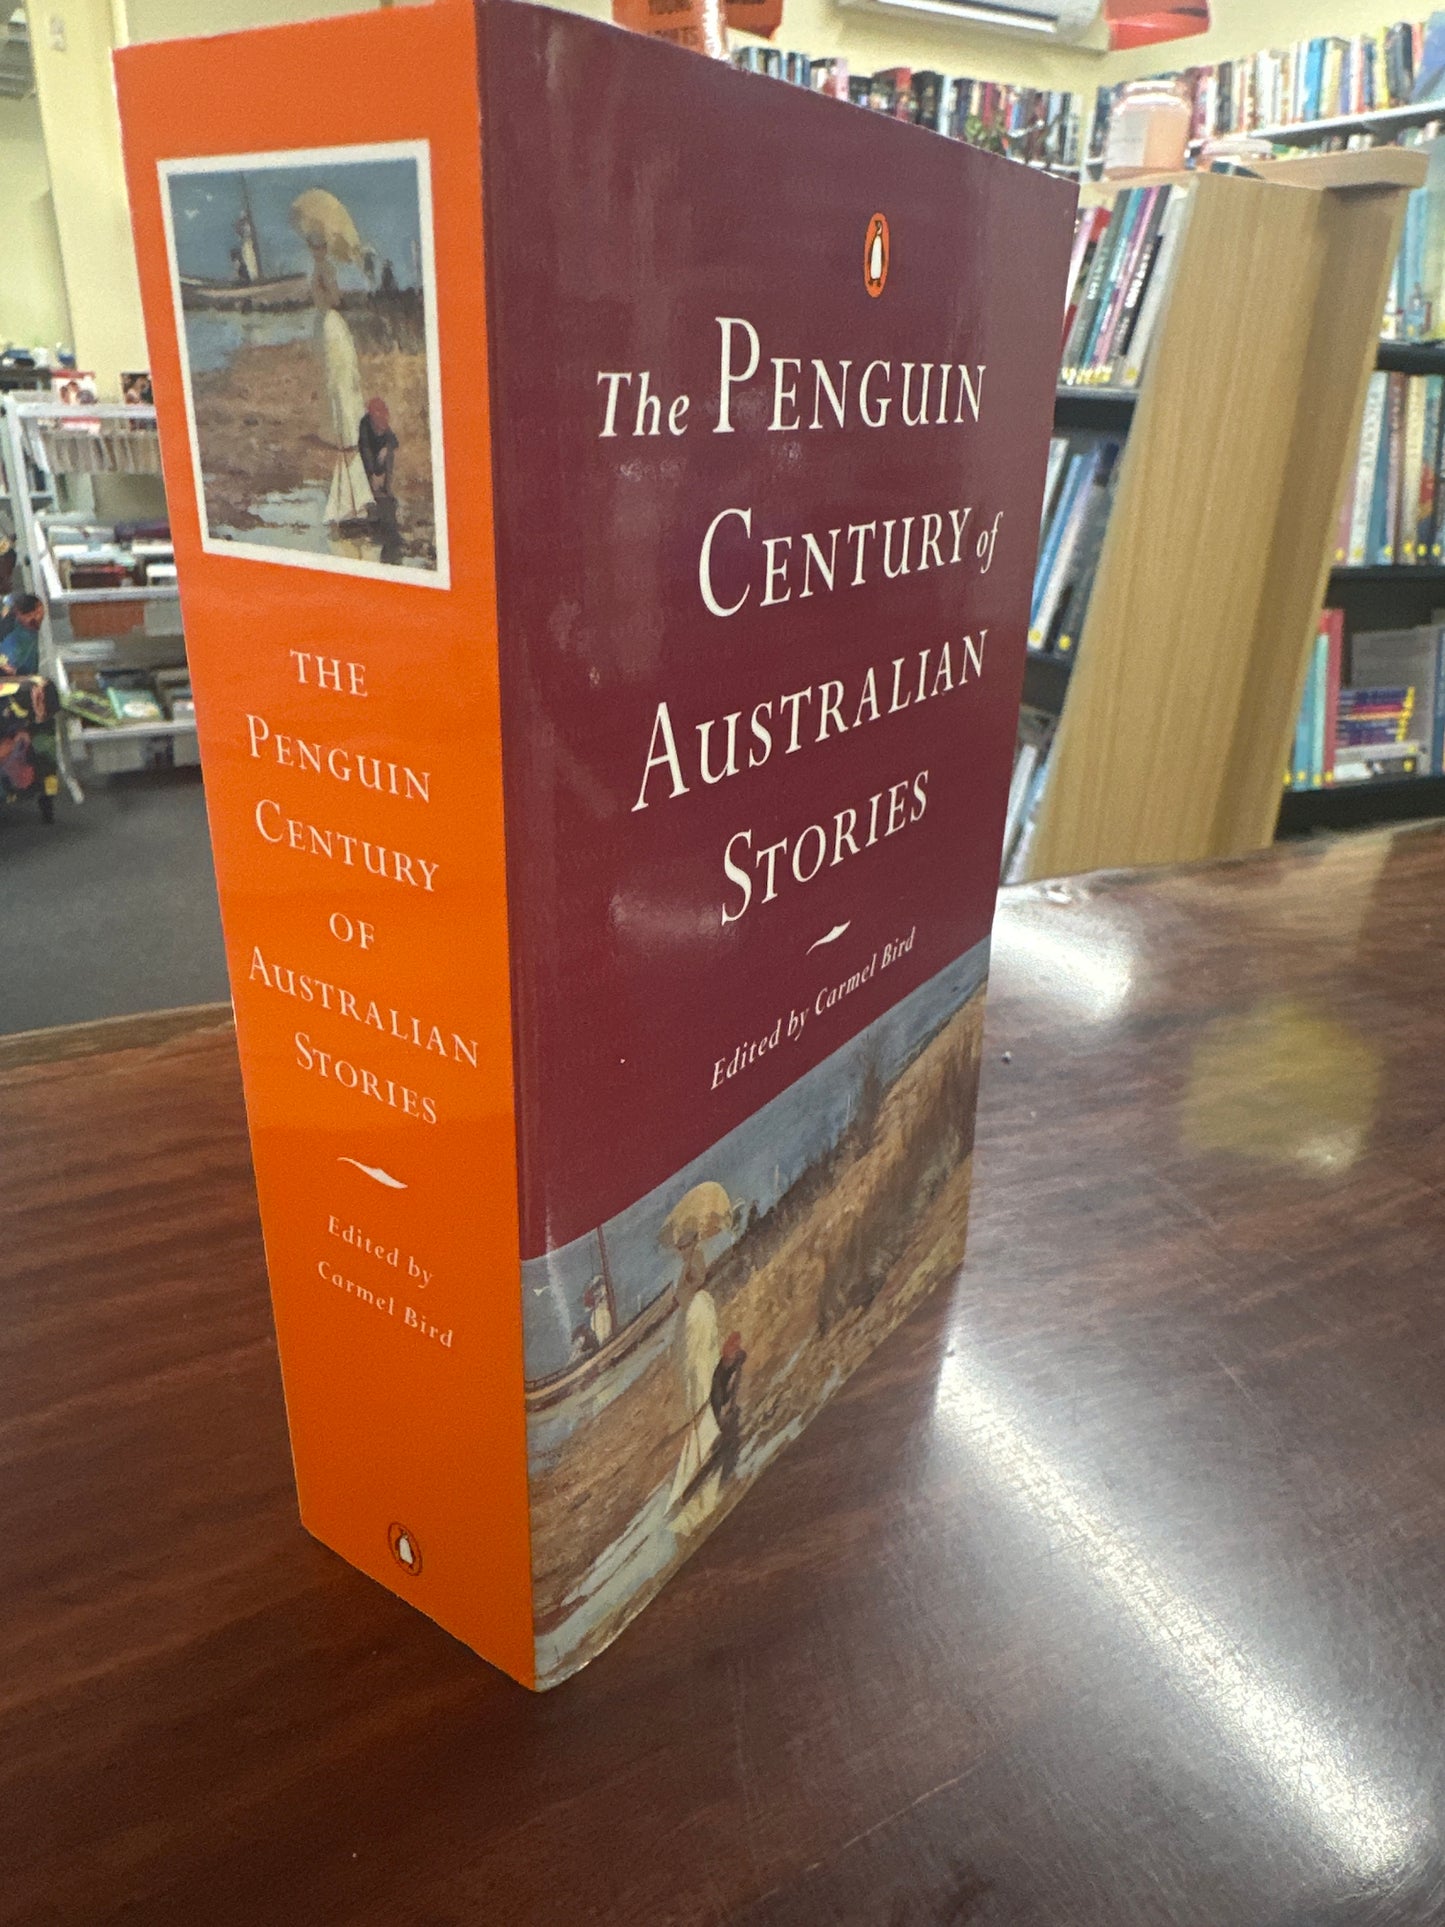 THE
PENGUIN
CENTURY
OF
AUSTRALIAN
STORIES
Edited by
Carmel Bird
The PENGUIN
CENTURY of
AUSTRALIAN
STORIES
Edited by Carmel Bird